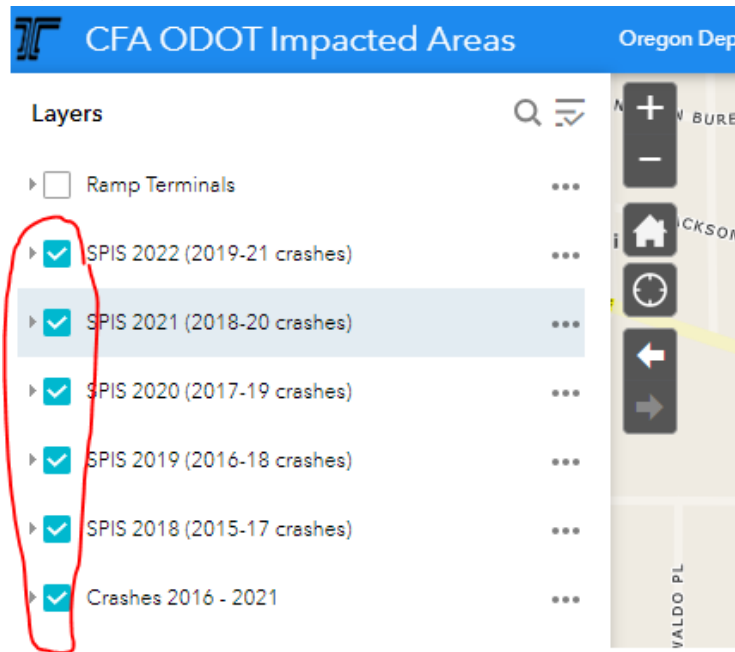 CFA ODOT Impacted Areas
Oregon Dep
Layers
Ramp Terminals
SPIS 2022 (2019-21 crashes)
SPIS 2021 (2018-20 crashes)
SPIS 2020 (2017-19 crashes)
SPIS 2019 (2016-18 crashes)
SPIS 2018 (2015-17 crashes)
Crashes 2016 - 2021
BURE
CKSON
WALDO PL